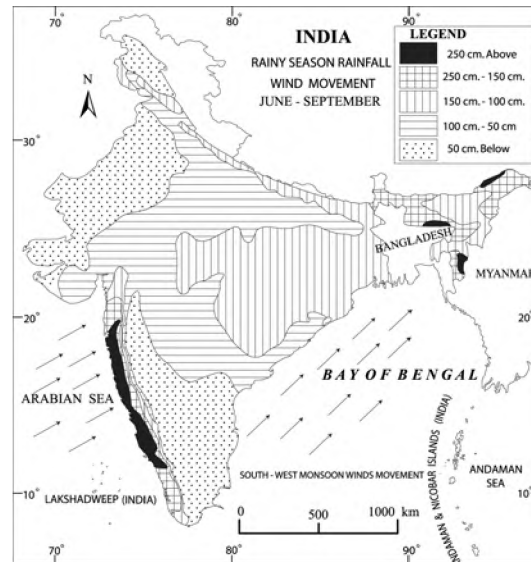 70°
80°
90°
INDIA
RAINY SEASON RAINFALL
WIND MOVEMENT
JUNE - SEPTEMBER
LEGEND
250 cm. Above
250 cm. - 150 cm.
150 cm. - 100 cm.
100 cm. - 50 cm
50 cm. Below
N
30°
30°
BANGLADESH
MYANMAR
20°
20°
BAY OF BENGAL
ARABIAN SEA
ANDAMAN & NICOBAR ISLANDS (INDIA)
ANDAMAN
SEA
SOUTH - WEST MONSOON WINDS MOVEMENT
LAKSHADWEEP (INDIA)
10°
10°
0 500 1000 km
70°
80°
90°